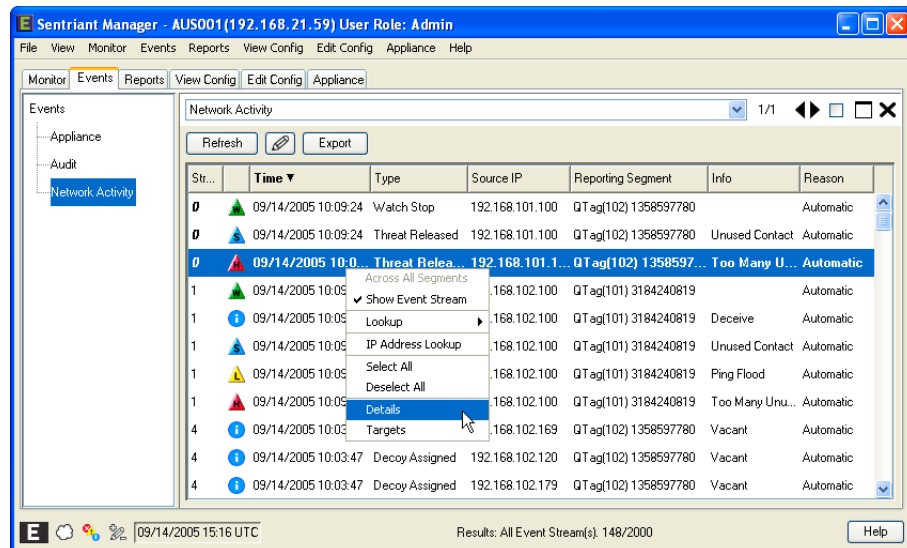 E Sentriant Manager - AUS001(192.168.21.59) User Role: Admin
File View Monitor Events Reports View Config Edit Config Appliance Help
Monitor Events Reports View Config Edit Config Appliance
Events
Appliance
Audit
Network Activity
Network Activity 1/1
Refresh Export
Str... Time ▼ Type Source IP Reporting Segment Info Reason
0 W 09/14/2005 10:09:24 Watch Stop 192.168.101.100 QTag(102) 1358597780 Automatic
0 S 09/14/2005 10:09:24 Threat Released 192.168.101.100 QTag(102) 1358597780 Unused Contact Automatic
0 H 09/14/2005 10:0... Threat Relea... 192.168.101.1... QTag(102) 1358597... Too Many U... Automatic
1 W 09/14/2005 10:09 .168.102.100 QTag(101) 3184240819 Automatic
1 i 09/14/2005 10:09 .168.102.100 QTag(101) 3184240819 Deceive Automatic
1 S 09/14/2005 10:09 .168.102.100 QTag(101) 3184240819 Unused Contact Automatic
1 L 09/14/2005 10:09 .168.102.100 QTag(101) 3184240819 Ping Flood Automatic
1 H 09/14/2005 10:09 .168.102.100 QTag(101) 3184240819 Too Many Unu... Automatic
4 i 09/14/2005 10:03 .168.102.169 QTag(102) 1358597780 Vacant Automatic
4 i 09/14/2005 10:03:47 Decoy Assigned 192.168.102.120 QTag(102) 1358597780 Vacant Automatic
4 i 09/14/2005 10:03:47 Decoy Assigned 192.168.102.179 QTag(102) 1358597780 Vacant Automatic
Across All Segments
✓ Show Event Stream
Lookup
IP Address Lookup
Select All
Deselect All
Details
Targets
E 09/14/2005 15:16 UTC Results: All Event Stream(s). 148/2000 Help